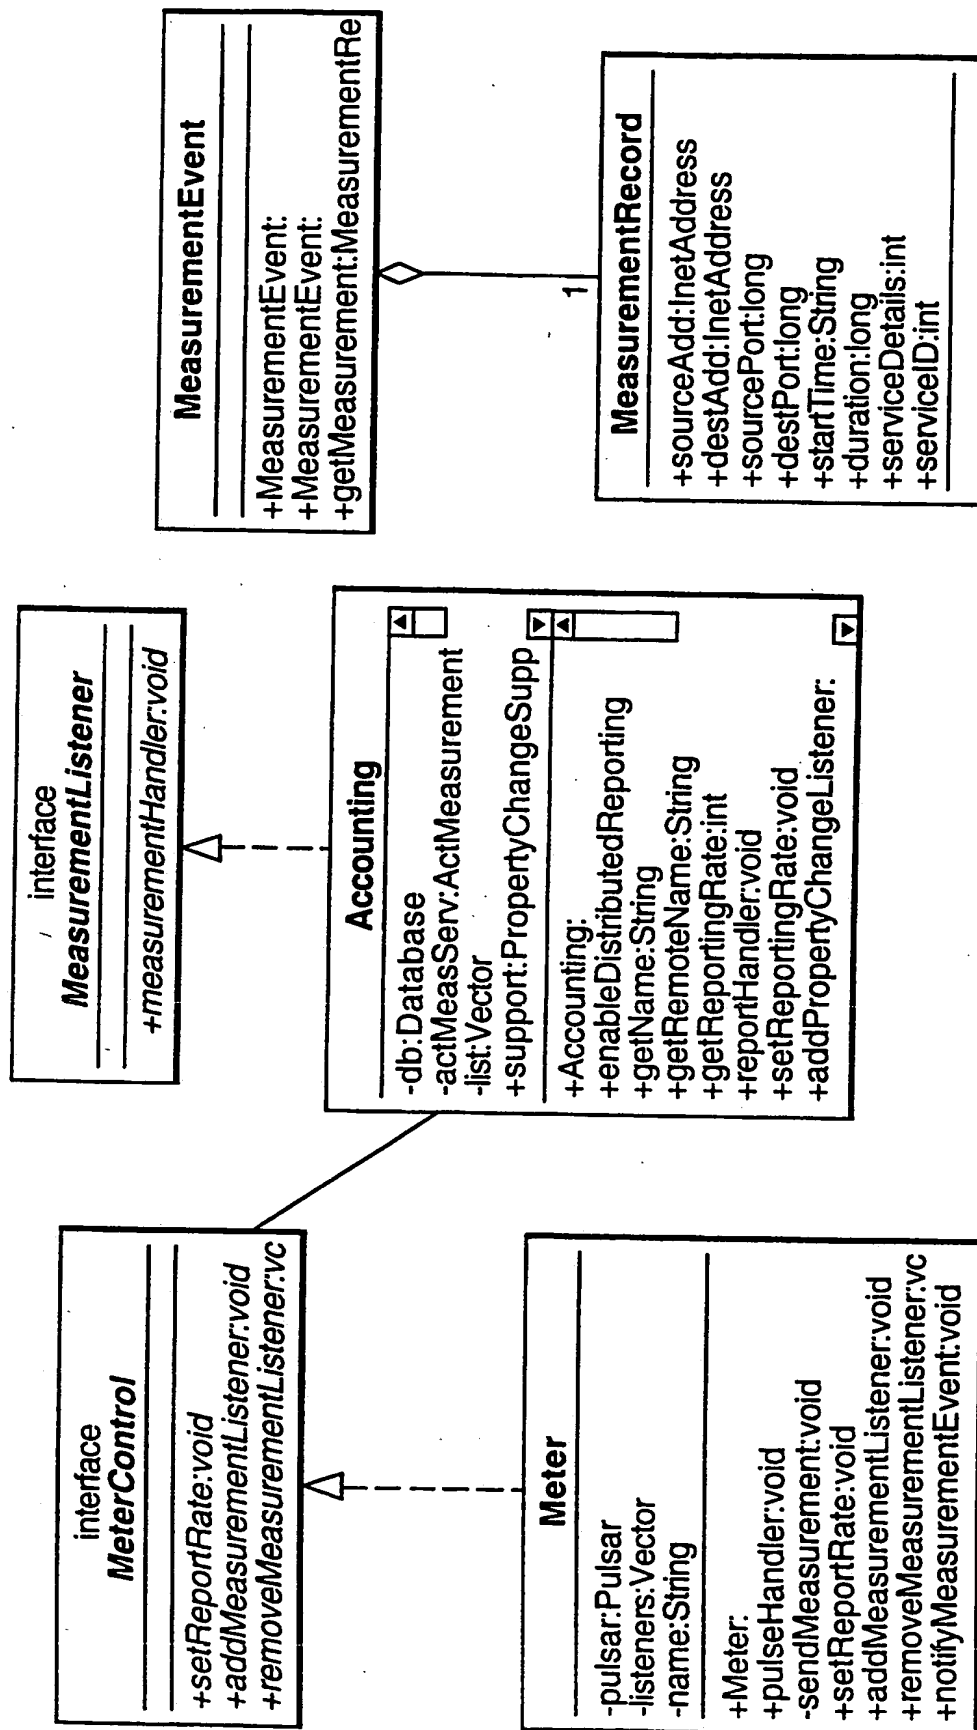 interface
MeterControl
+setReportRate:void
+addMeasurementListener:void
+removeMeasurementListener:vc
interface
MeasurementListener
+measurementHandler:void
MeasurementEvent
+MeasurementEvent:
+MeasurementEvent:
+getMeasurement:MeasurementRe
Meter
-pulsar:Pulsar
-listeners:Vector
-name:String
+Meter:
+pulseHandler:void
-sendMeasurement:void
+setReportRate:void
+addMeasurementListener:void
+removeMeasurementListener:vc
+notifyMeasurementEvent:void
Accounting
-db:Database
-actMeasServ:ActMeasurement
-list:Vector
+support:PropertyChangeSupp
+Accounting:
+enableDistributedReporting
+getName:String
+getRemoteName:String
+getReportingRate:int
+reportHandler:void
+setReportingRate:void
+addPropertyChangeListener:
1
MeasurementRecord
+sourceAdd:InetAddress
+destAdd:InetAddress
+sourcePort:long
+destPort:long
+startTime:String
+duration:long
+serviceDetails:int
+serviceID:int